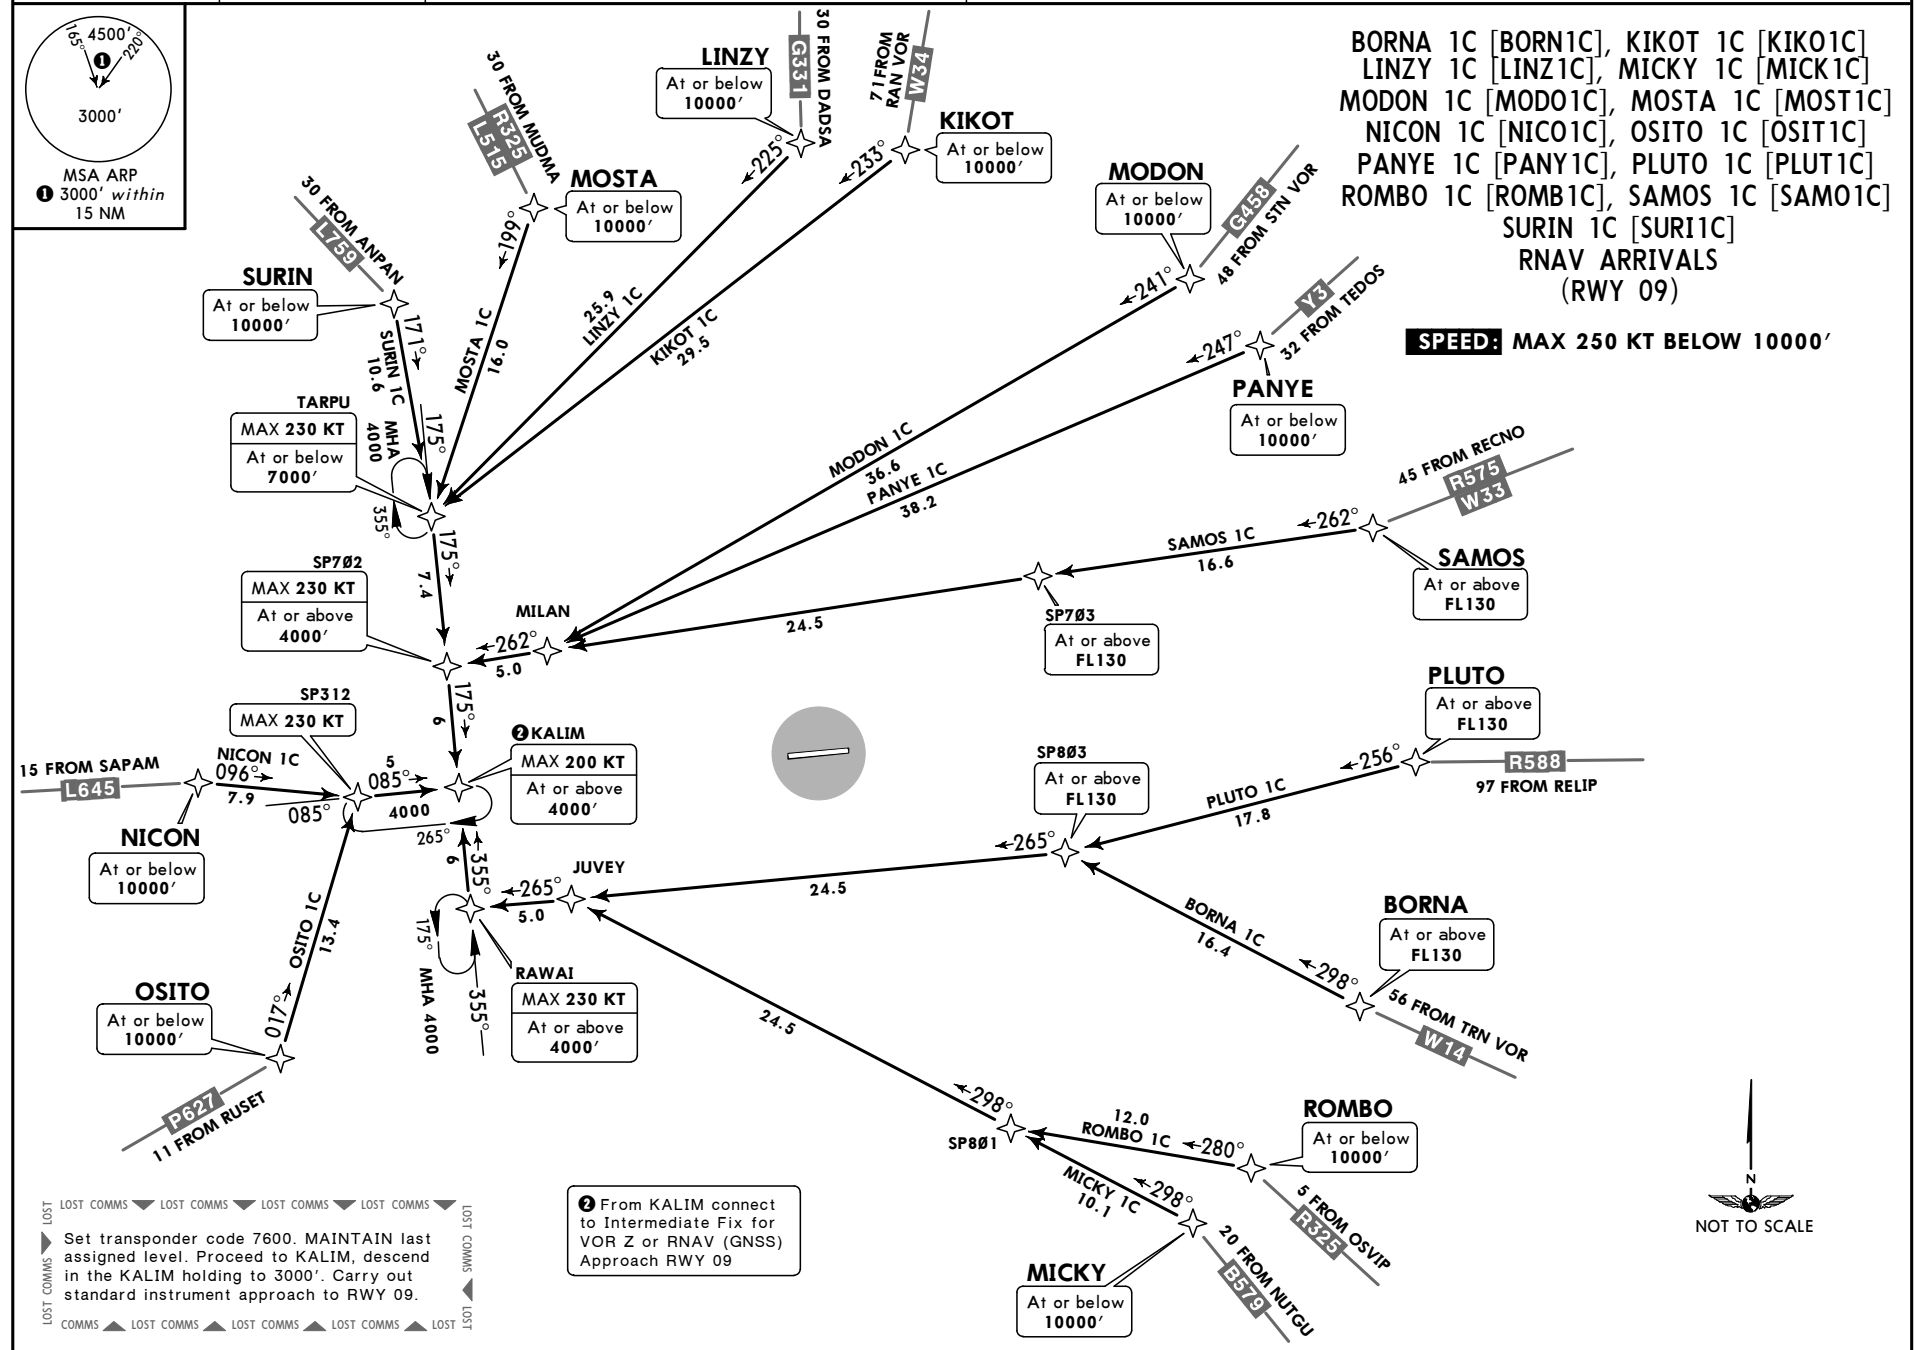 165°
4500'
220°
❶
3000'
MSA ARP
❶ 3000' within
15 NM
BORNA 1C [BORN1C], KIKOT 1C [KIKO1C]
LINZY 1C [LINZ1C], MICKY 1C [MICK1C]
MODON 1C [MODO1C], MOSTA 1C [MOST1C]
NICON 1C [NICO1C], OSITO 1C [OSIT1C]
PANYE 1C [PANY1C], PLUTO 1C [PLUT1C]
ROMBO 1C [ROMB1C], SAMOS 1C [SAMO1C]
SURIN 1C [SURI1C]
RNAV ARRIVALS
(RWY 09)
SPEED: MAX 250 KT BELOW 10000'
30 FROM ANPAN
L759
SURIN
At or below
10000'
171°
SURIN 1C
10.6
30 FROM MUDMA
R325
L515
MOSTA
At or below
10000'
199°
MOSTA 1C
16.0
LINZY
At or below
10000'
G331
30 FROM DADSA
225°
25.9
LINZY 1C
71 FROM
RAN VOR
W34
KIKOT
At or below
10000'
233°
KIKOT 1C
29.5
MODON
At or below
10000'
G458
48 FROM STN VOR
241°
MODON 1C
36.6
Y3
32 FROM TEDOS
247°
PANYE
At or below
10000'
PANYE 1C
38.2
45 FROM RECNO
R575
W33
262°
SAMOS
At or above
FL130
SAMOS 1C
16.6
SP7Ø3
At or above
FL130
24.5
TARPU
MAX 230 KT
At or below
7000'
MHA
4000
175°
355°
175°
7.4
SP7Ø2
MAX 230 KT
At or above
4000'
MILAN
262°
5.0
175°
6
SP312
MAX 230 KT
❷ KALIM
MAX 200 KT
At or above
4000'
15 FROM SAPAM
L645
NICON 1C
096°
7.9
NICON
At or below
10000'
085°
5
085°
4000
265°
OSITO 1C
13.4
017°
OSITO
At or below
10000'
P627
11 FROM RUSET
6
355°
JUVEY
265°
5.0
175°
MHA 4000
355°
RAWAI
MAX 230 KT
At or above
4000'
PLUTO
At or above
FL130
256°
R588
97 FROM RELIP
PLUTO 1C
17.8
SP8Ø3
At or above
FL130
265°
24.5
BORNA
At or above
FL130
BORNA 1C
16.4
298°
56 FROM TRN VOR
W14
24.5
298°
SP8Ø1
12.0
ROMBO 1C
280°
ROMBO
At or below
10000'
5 FROM OSVIP
R325
MICKY 1C
10.1
298°
20 FROM NUTGU
B579
MICKY
At or below
10000'
LOST COMMS LOST COMMS LOST COMMS LOST COMMS
LOST COMMS LOST
LOST COMMS LOST
Set transponder code 7600. MAINTAIN last
assigned level. Proceed to KALIM, descend
in the KALIM holding to 3000'. Carry out
standard instrument approach to RWY 09.
COMMS LOST COMMS LOST COMMS LOST COMMS LOST
❷ From KALIM connect
to Intermediate Fix for
VOR Z or RNAV (GNSS)
Approach RWY 09
N
NOT TO SCALE